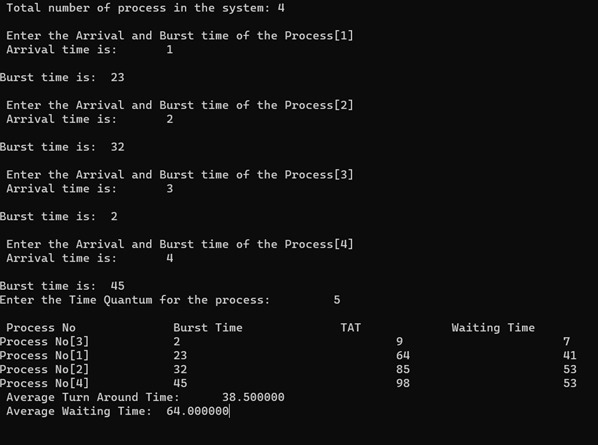 Total number of process in the system: 4
Enter the Arrival and Burst time of the Process[1]
Arrival time is: 1
Burst time is: 23
Enter the Arrival and Burst time of the Process[2]
Arrival time is: 2
Burst time is: 32
Enter the Arrival and Burst time of the Process[3]
Arrival time is: 3
Burst time is: 2
Enter the Arrival and Burst time of the Process[4]
Arrival time is: 4
Burst time is: 45
Enter the Time Quantum for the process: 5
Process No Burst Time TAT Waiting Time
Process No[3] 2 9 7
Process No[1] 23 64 41
Process No[2] 32 85 53
Process No[4] 45 98 53
Average Turn Around Time: 38.500000
Average Waiting Time: 64.000000